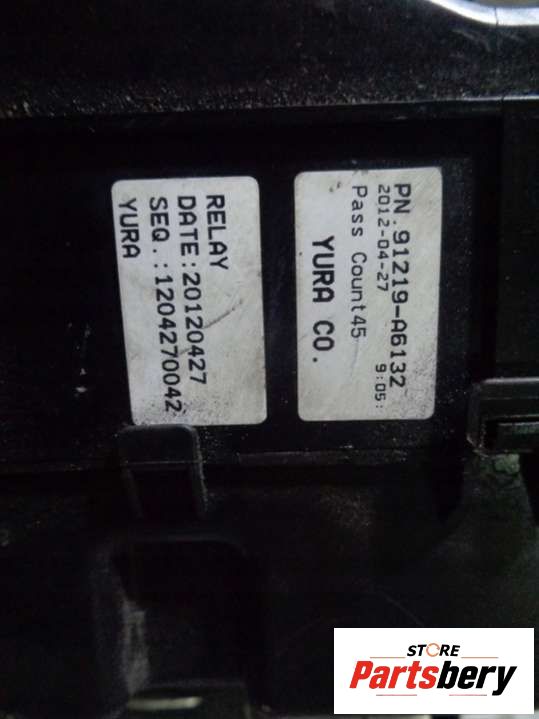 PN.:91219-A6132
2012-04-27 9:05:
Pass Count45
YURA CO.
RELAY
DATE:20120427
SEQ.:1204270042
YURA
STORE
Partsbery